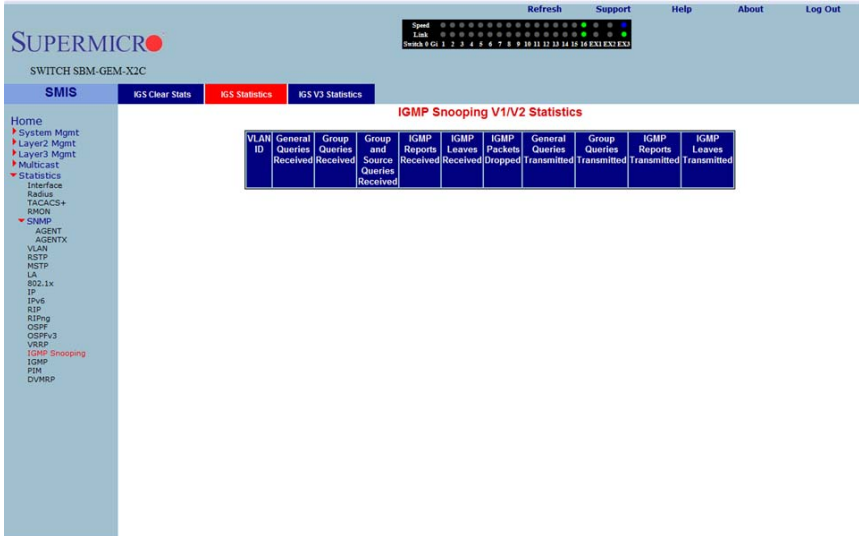 Refresh Support Help About Log Out
SUPERMICRO
Speed
Link
Switch 0 Gi 1 2 3 4 5 6 7 8 9 10 11 12 13 14 15 16 EX1 EX2 EX3
SWITCH SBM-GEM-X2C
SMIS
IGS Clear Stats
IGS Statistics
IGS V3 Statistics
Home
System Mgmt
Layer2 Mgmt
Layer3 Mgmt
Multicast
Statistics
Interface
Radius
TACACS+
RMON
SNMP
AGENT
AGENTX
VLAN
RSTP
MSTP
LA
802.1x
IP
IPv6
RIP
RIPng
OSPF
OSPFv3
VRRP
IGMP Snooping
IGMP
PIM
DVMRP
IGMP Snooping V1/V2 Statistics
VLAN ID
General Queries Received
Group Queries Received
Group and Source Queries Received
IGMP Reports Received
IGMP Leaves Received
IGMP Packets Dropped
General Queries Transmitted
Group Queries Transmitted
IGMP Reports Transmitted
IGMP Leaves Transmitted